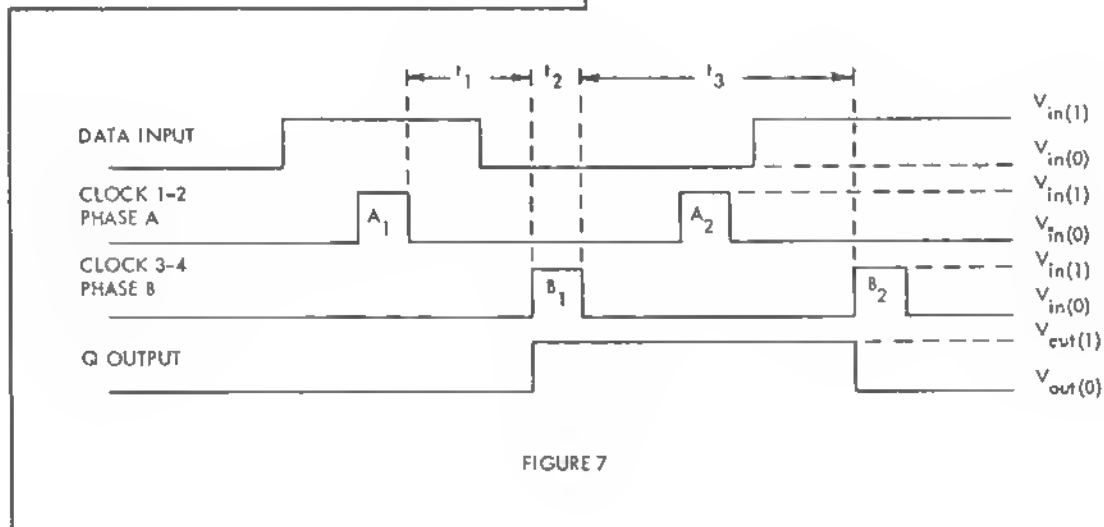 t1 t2 t3
DATA INPUT
Vin(1)
Vin(0)
CLOCK 1-2
PHASE A
A1 A2
Vin(1)
Vin(0)
CLOCK 3-4
PHASE B
B1 B2
Vin(1)
Vin(0)
Q OUTPUT
Vout(1)
Vout(0)
FIGURE 7